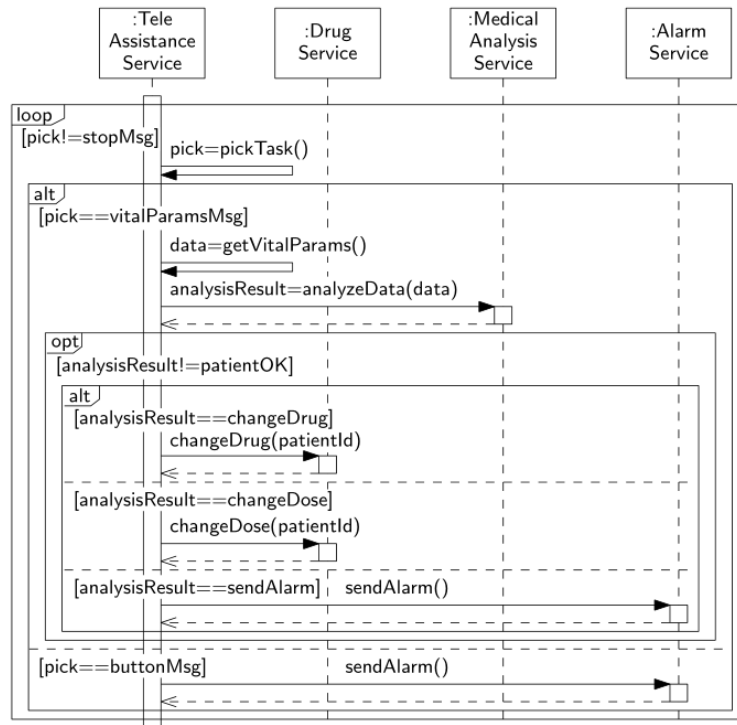 :Tele
Assistance
Service
:Drug
Service
:Medical
Analysis
Service
:Alarm
Service
loop
[pick!=stopMsg]
pick=pickTask()
alt
[pick==vitalParamsMsg]
data=getVitalParams()
analysisResult=analyzeData(data)
opt
[analysisResult!=patientOK]
alt
[analysisResult==changeDrug]
changeDrug(patientId)
[analysisResult==changeDose]
changeDose(patientId)
[analysisResult==sendAlarm] sendAlarm()
[pick==buttonMsg] sendAlarm()